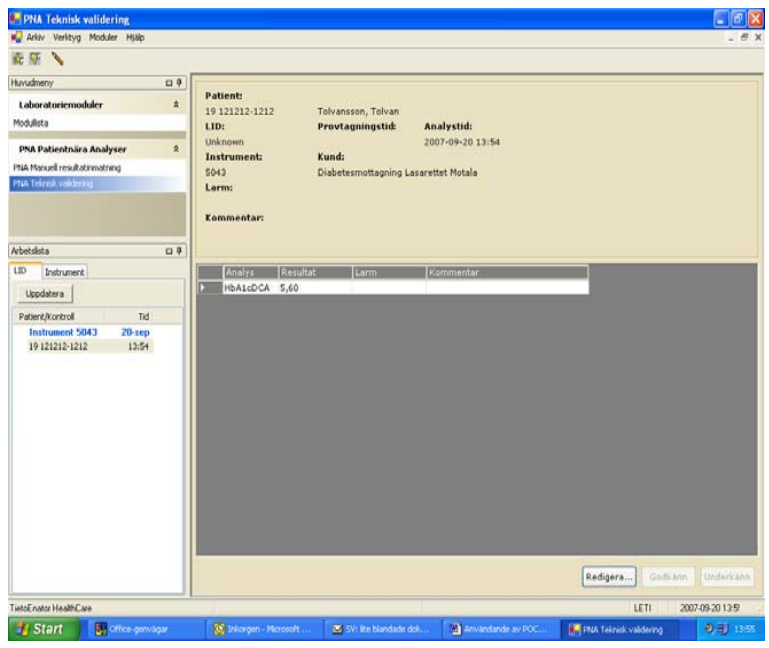 PNA Teknisk validering
Arkiv Verktyg Moduler Hjälp
Huvudmeny
Laboratoriemoduler
Modullista
PNA Patientnära Analyser
PNA Manuell resultatinmatning
PNA Teknisk validering
Patient:
19 121212-1212 Tolvansson, Tolvan
LID: Provtagningstid: Analystid:
Unknown 2007-09-20 13:54
Instrument: Kund:
5043 Diabetesmottagning Lasarettet Motala
Larm:
Kommentar:
Arbetslista
LID Instrument
Uppdatera
Patient/Kontroll Tid
Instrument 5043 20-sep
19 121212-1212 13:54
Analys Resultat Larm Kommentar
HbA1cDCA 5,60
Redigera... Godkänn Underkänn
TietoEnator HealthCare LETI 2007-09-20 13:5
Start Office-genvägar Inkorgen - Microsoft ... SV: lite blandade dok... Användande av POC... PNA Teknisk validering 13:55